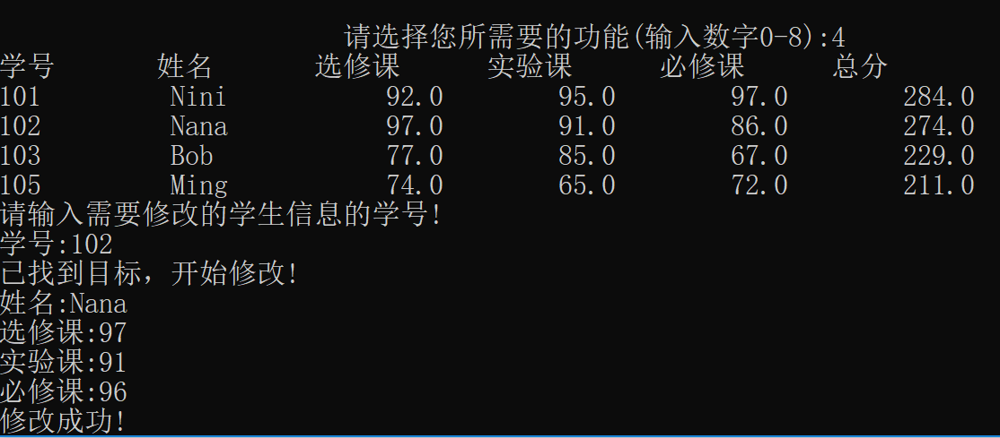 请选择您所需要的功能(输入数字0-8):4
学号 姓名 选修课 实验课 必修课 总分
101 Nini 92.0 95.0 97.0 284.0
102 Nana 97.0 91.0 86.0 274.0
103 Bob 77.0 85.0 67.0 229.0
105 Ming 74.0 65.0 72.0 211.0
请输入需要修改的学生信息的学号!
学号:102
已找到目标，开始修改!
姓名:Nana
选修课:97
实验课:91
必修课:96
修改成功!